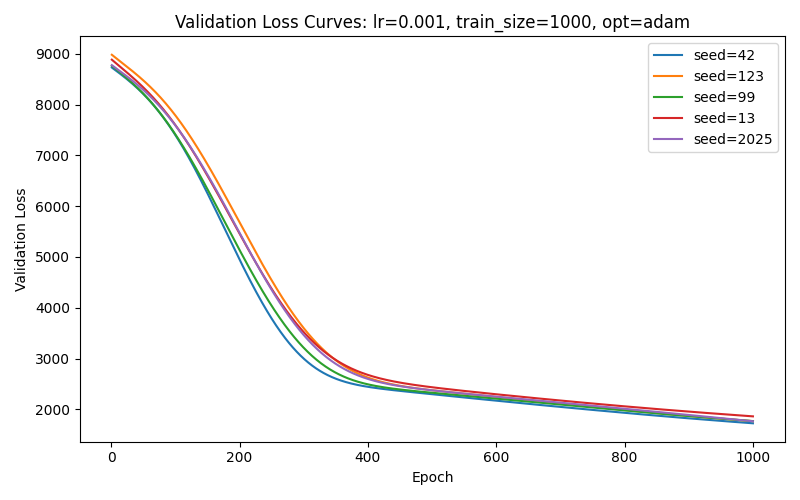 Validation Loss Curves: lr=0.001, train_size=1000, opt=adam
9000
8000
7000
6000
5000
4000
3000
2000
Validation Loss
seed=42
seed=123
seed=99
seed=13
seed=2025
0
200
400
600
800
1000
Epoch